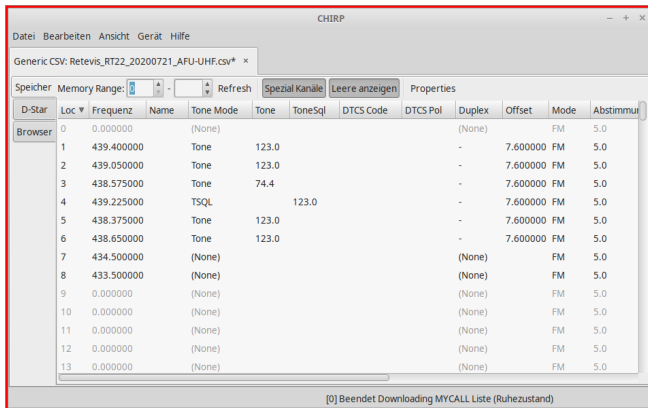 CHIRP
Datei Bearbeiten Ansicht Gerät Hilfe
Generic CSV: Retevis_RT22_20200721_AFU-UHF.csv* ×
Speicher Memory Range: 0 - Refresh Spezial Kanäle Leere anzeigen Properties
D-Star Loc Frequenz Name Tone Mode Tone ToneSql DTCS Code DTCS Pol Duplex Offset Mode
Browser 0 0.000000 (None) (None) FM 5.0
1 439.400000 Tone 123.0 - 7.600000 FM 5.0
2 439.050000 Tone 123.0 - 7.600000 FM 5.0
3 438.575000 Tone 74.4 - 7.600000 FM 5.0
4 439.225000 TSQL 123.0 - 7.600000 FM 5.0
5 438.375000 Tone 123.0 - 7.600000 FM 5.0
6 438.650000 Tone 123.0 - 7.600000 FM 5.0
7 434.500000 (None) (None) FM 5.0
8 433.500000 (None) (None) FM 5.0
9 0.000000 (None) (None) FM 5.0
10 0.000000 (None) (None) FM 5.0
11 0.000000 (None) (None) FM 5.0
12 0.000000 (None) (None) FM 5.0
13 0.000000 (None) (None) FM 5.0
[0] Beendet Downloading MYCALL Liste (Ruhezustand)